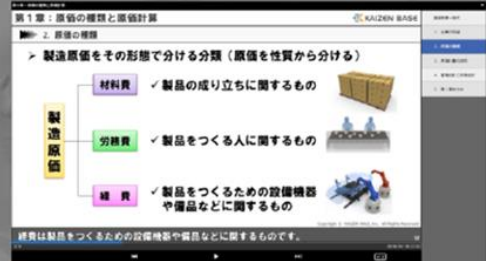 第1章：原価の種類と原価計算
KAIZEN BASE
2. 原価の種類
➢ 製造原価をその形態で分ける分類（原価を性質から分ける）
製造原価
材料費
✓製品の成り立ちに関するもの
労務費
✓製品をつくる人に関するもの
経 費
✓製品をつくるための設備機器
や備品などに関するもの
経費は製品をつくるための設備機器や備品などに関するものです。